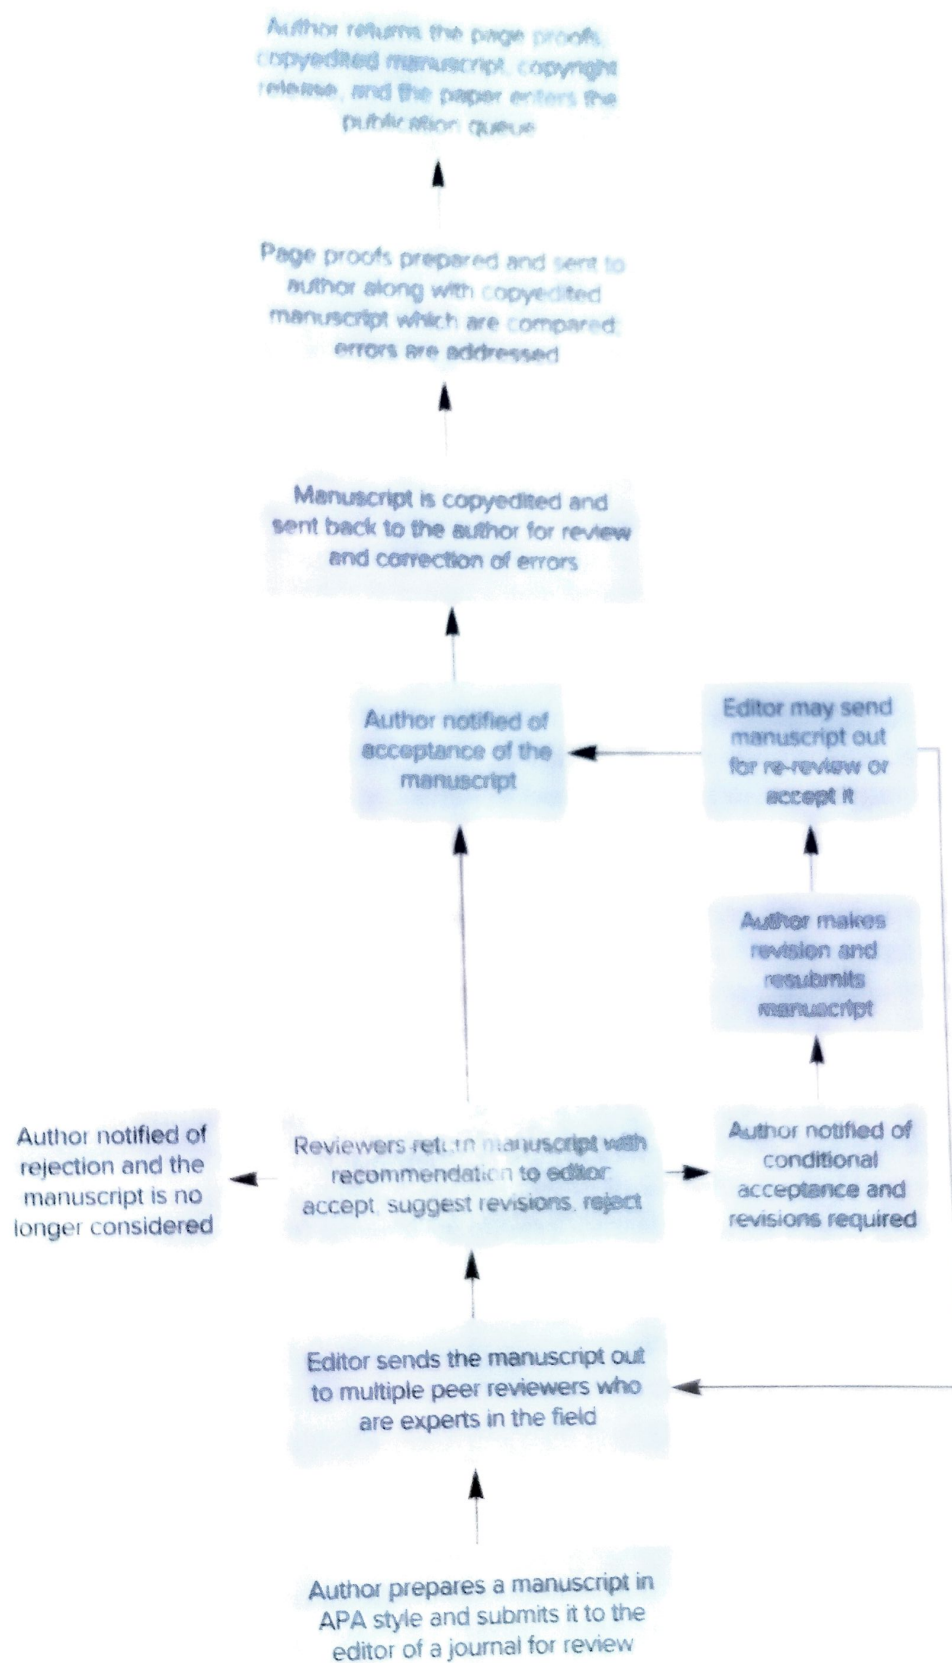 Author returns the page proofs,
copyedited manuscript, copyright
release, and the paper enters the
publication queue
Page proofs prepared and sent to
author along with copyedited
manuscript which are compared;
errors are addressed
Manuscript is copyedited and
sent back to the author for review
and correction of errors
Author notified of
acceptance of the
manuscript
Editor may send
manuscript out
for re-review or
accept it
Author makes
revision and
resubmits
manuscript
Author notified of
rejection and the
manuscript is no
longer considered
Reviewers return manuscript with
recommendation to editor:
accept, suggest revisions, reject
Author notified of
conditional
acceptance and
revisions required
Editor sends the manuscript out
to multiple peer reviewers who
are experts in the field
Author prepares a manuscript in
APA style and submits it to the
editor of a journal for review